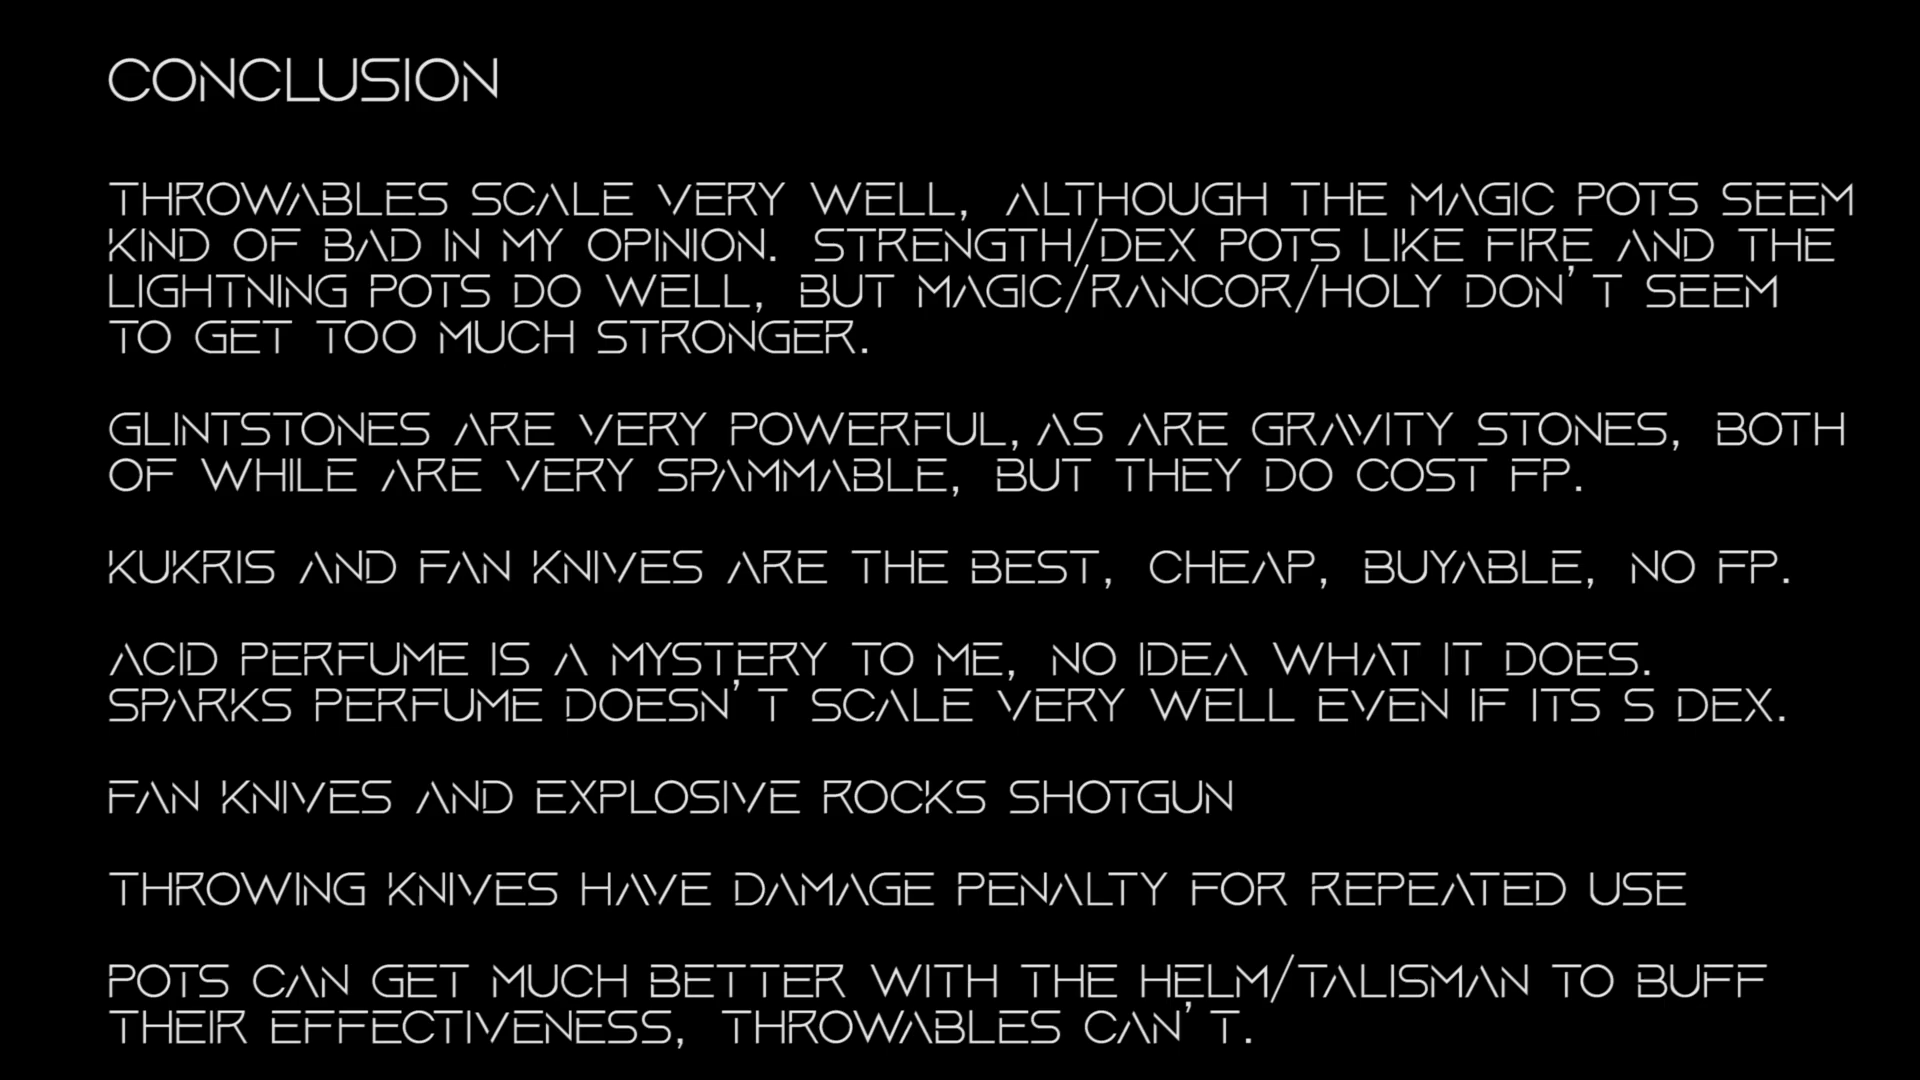 CONCLUSION
THROWABLES SCALE VERY WELL, ALTHOUGH THE MAGIC POTS SEEM
KIND OF BAD IN MY OPINION. STRENGTH/DEX POTS LIKE FIRE AND THE
LIGHTNING POTS DO WELL, BUT MAGIC/RANCOR/HOLY DON'T SEEM
TO GET TOO MUCH STRONGER.
GLINTSTONES ARE VERY POWERFUL, AS ARE GRAVITY STONES, BOTH
OF WHILE ARE VERY SPAMMABLE, BUT THEY DO COST FP.
KUKRIS AND FAN KNIVES ARE THE BEST, CHEAP, BUYABLE, NO FP.
ACID PERFUME IS A MYSTERY TO ME, NO IDEA WHAT IT DOES.
SPARKS PERFUME DOESN'T SCALE VERY WELL EVEN IF ITS S DEX.
FAN KNIVES AND EXPLOSIVE ROCKS SHOTGUN
THROWING KNIVES HAVE DAMAGE PENALTY FOR REPEATED USE
POTS CAN GET MUCH BETTER WITH THE HELM/TALISMAN TO BUFF
THEIR EFFECTIVENESS, THROWABLES CAN'T.